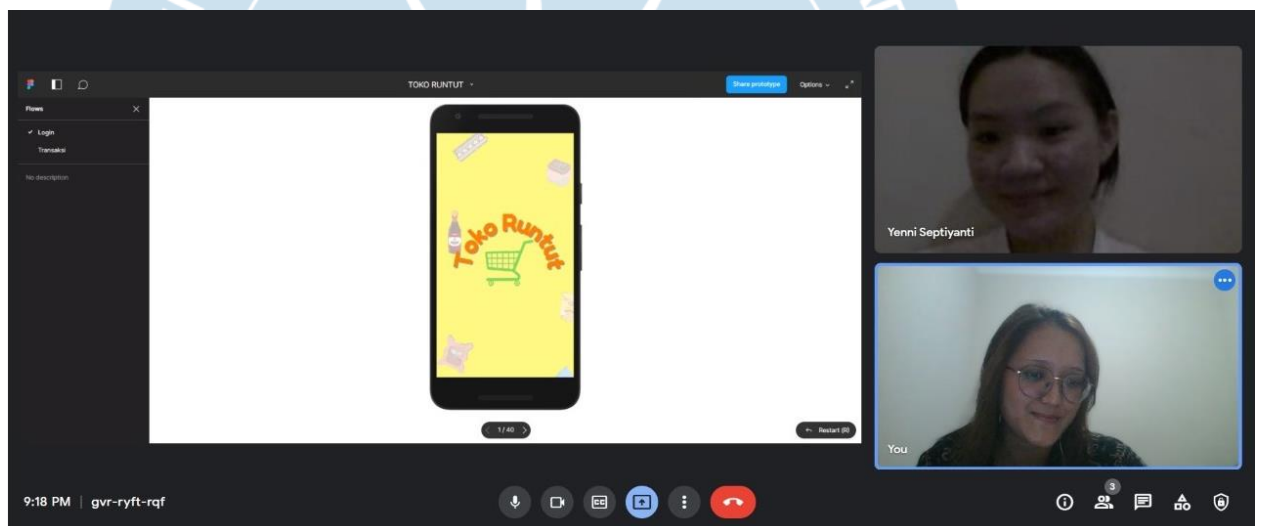 TOKO RUNTUT
Share prototype
Options
Flows
Login
Transaksi
No description
Toko Runtut
1 / 40
Restart (R)
Yenni Septiyanti
You
9:18 PM | gvr-ryft-rqf
3